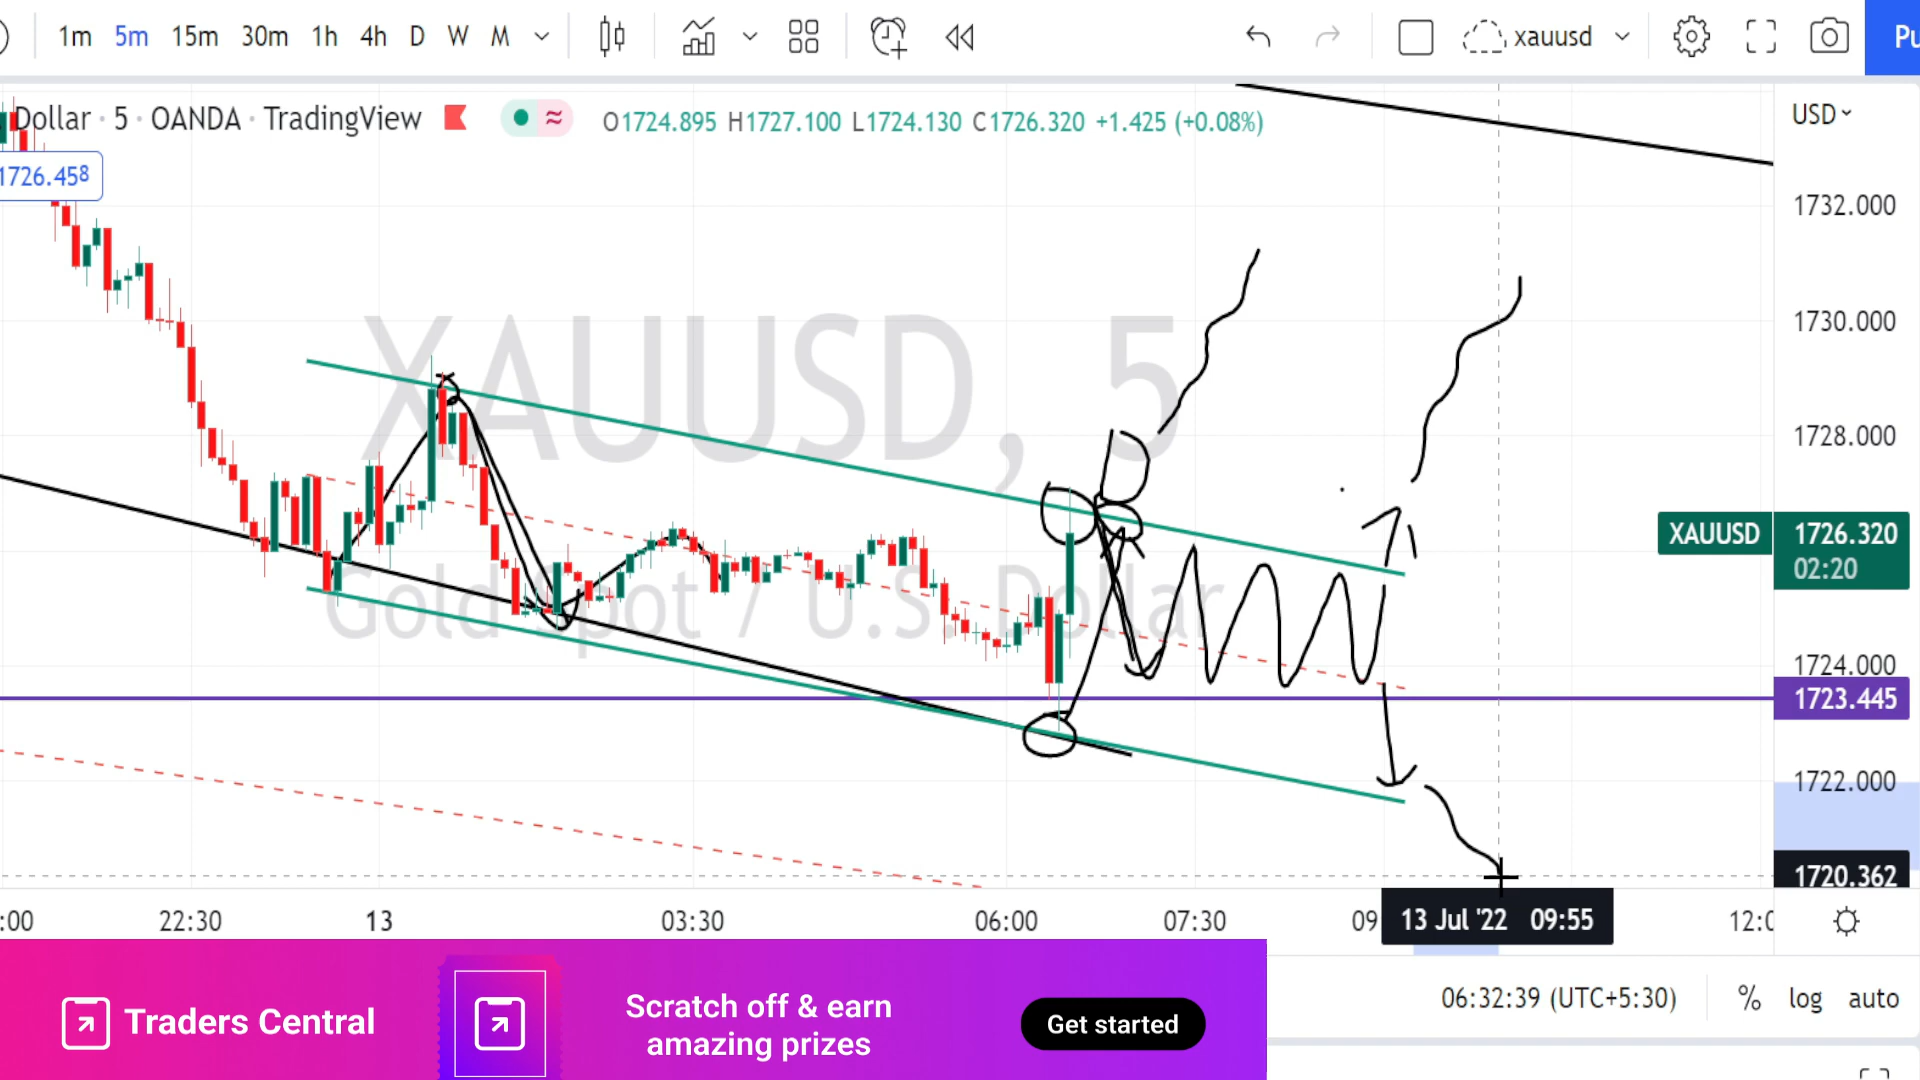 1m 5m 15m 30m 1h 4h D W M xauusd Pu
Dollar · 5 · OANDA · TradingView O1724.895 H1727.100 L1724.130 C1726.320 +1.425 (+0.08%) USD
1726.458
1732.000
1730.000
1728.000
XAUUSD 1726.320
02:20
1724.000
1723.445
1722.000
1720.362
XAUUSD, 5
Gold Spot / U.S. Dollar
:00 22:30 13 03:30 06:00 07:30 09 13 Jul '22 09:55 12:0
06:32:39 (UTC+5:30) % log auto
Traders Central
Scratch off & earn
amazing prizes
Get started